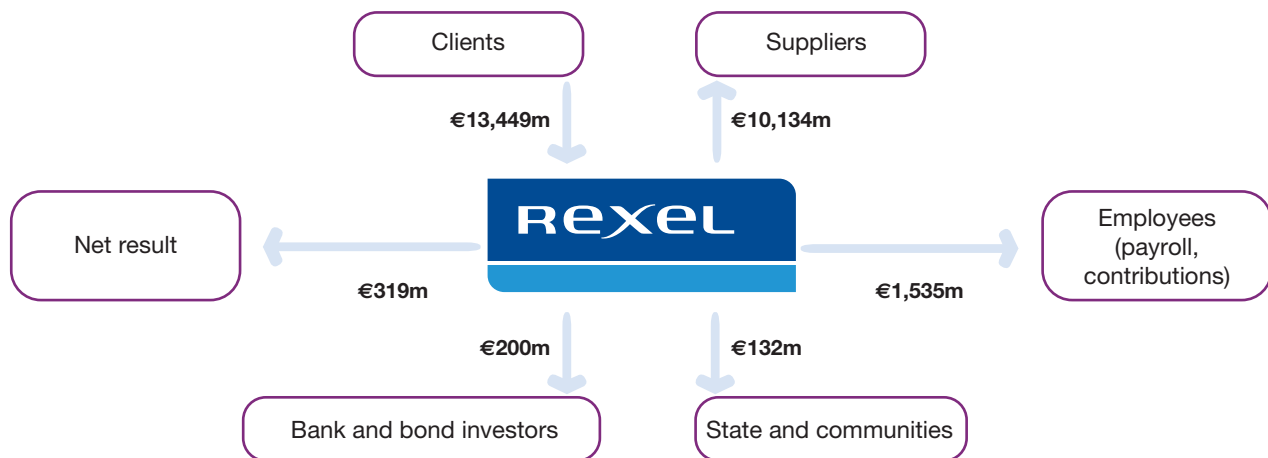 Clients
Suppliers
€13,449m
€10,134m
REXEL
Net result
Employees
(payroll,
contributions)
€319m
€1,535m
€200m
€132m
Bank and bond investors
State and communities